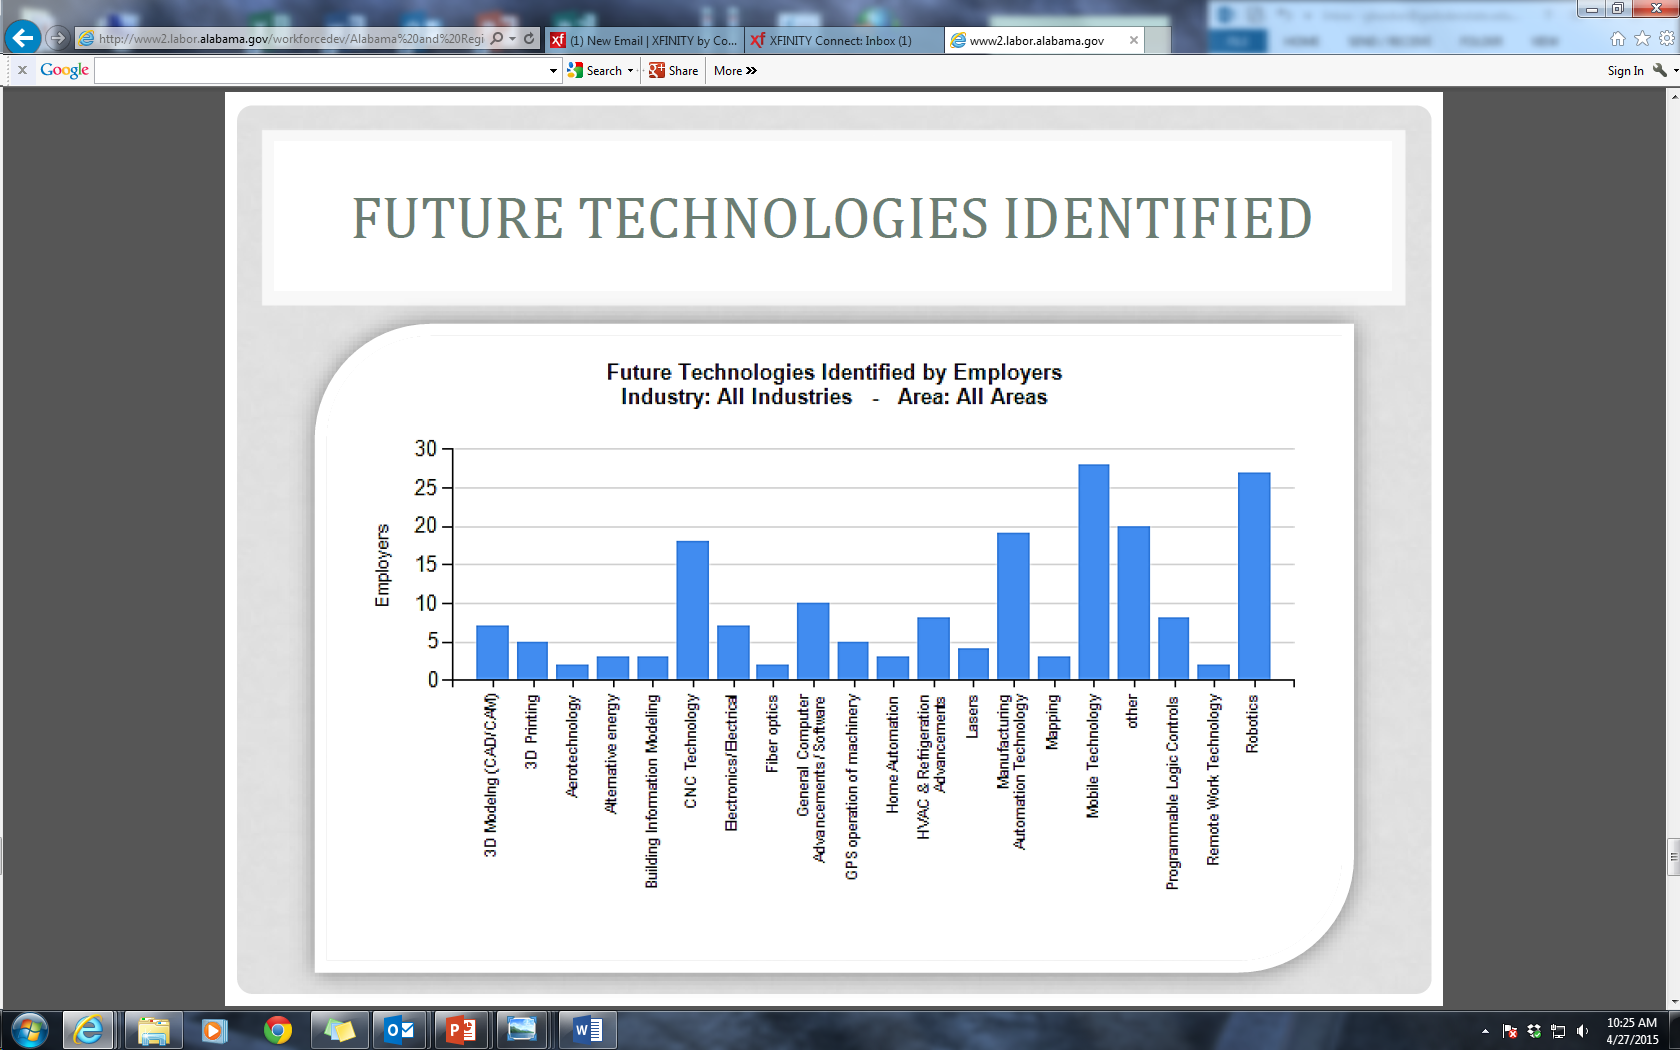 http://www2.labor.alabama.gov/workforcedev/Alabama%20and%20Regi
(1) New Email | XFINITY by Co...
XFINITY Connect: Inbox (1)
www2.labor.alabama.gov
x Google
Search
Share
More »
Sign In
FUTURE TECHNOLOGIES IDENTIFIED
Future Technologies Identified by Employers
Industry: All Industries - Area: All Areas
Employers
30
25
20
15
10
5
0
3D Modelng (CAD/CAM)
3D Printing
Aerotechnology
Alternative energy
Building Information Modeling
CNC Technology
Electronics/Electrical
Fiber optics
General Computer
Advancements / Software
GPS operation of machinery
Home Automation
HVAC & Refrigeration
Advancements
Lasers
Manufacturing
Automation Technology
Mapping
Mobile Technology
other
Programmable Logic Controls
Remote Work Technology
Robotics
10:25 AM
4/27/2015